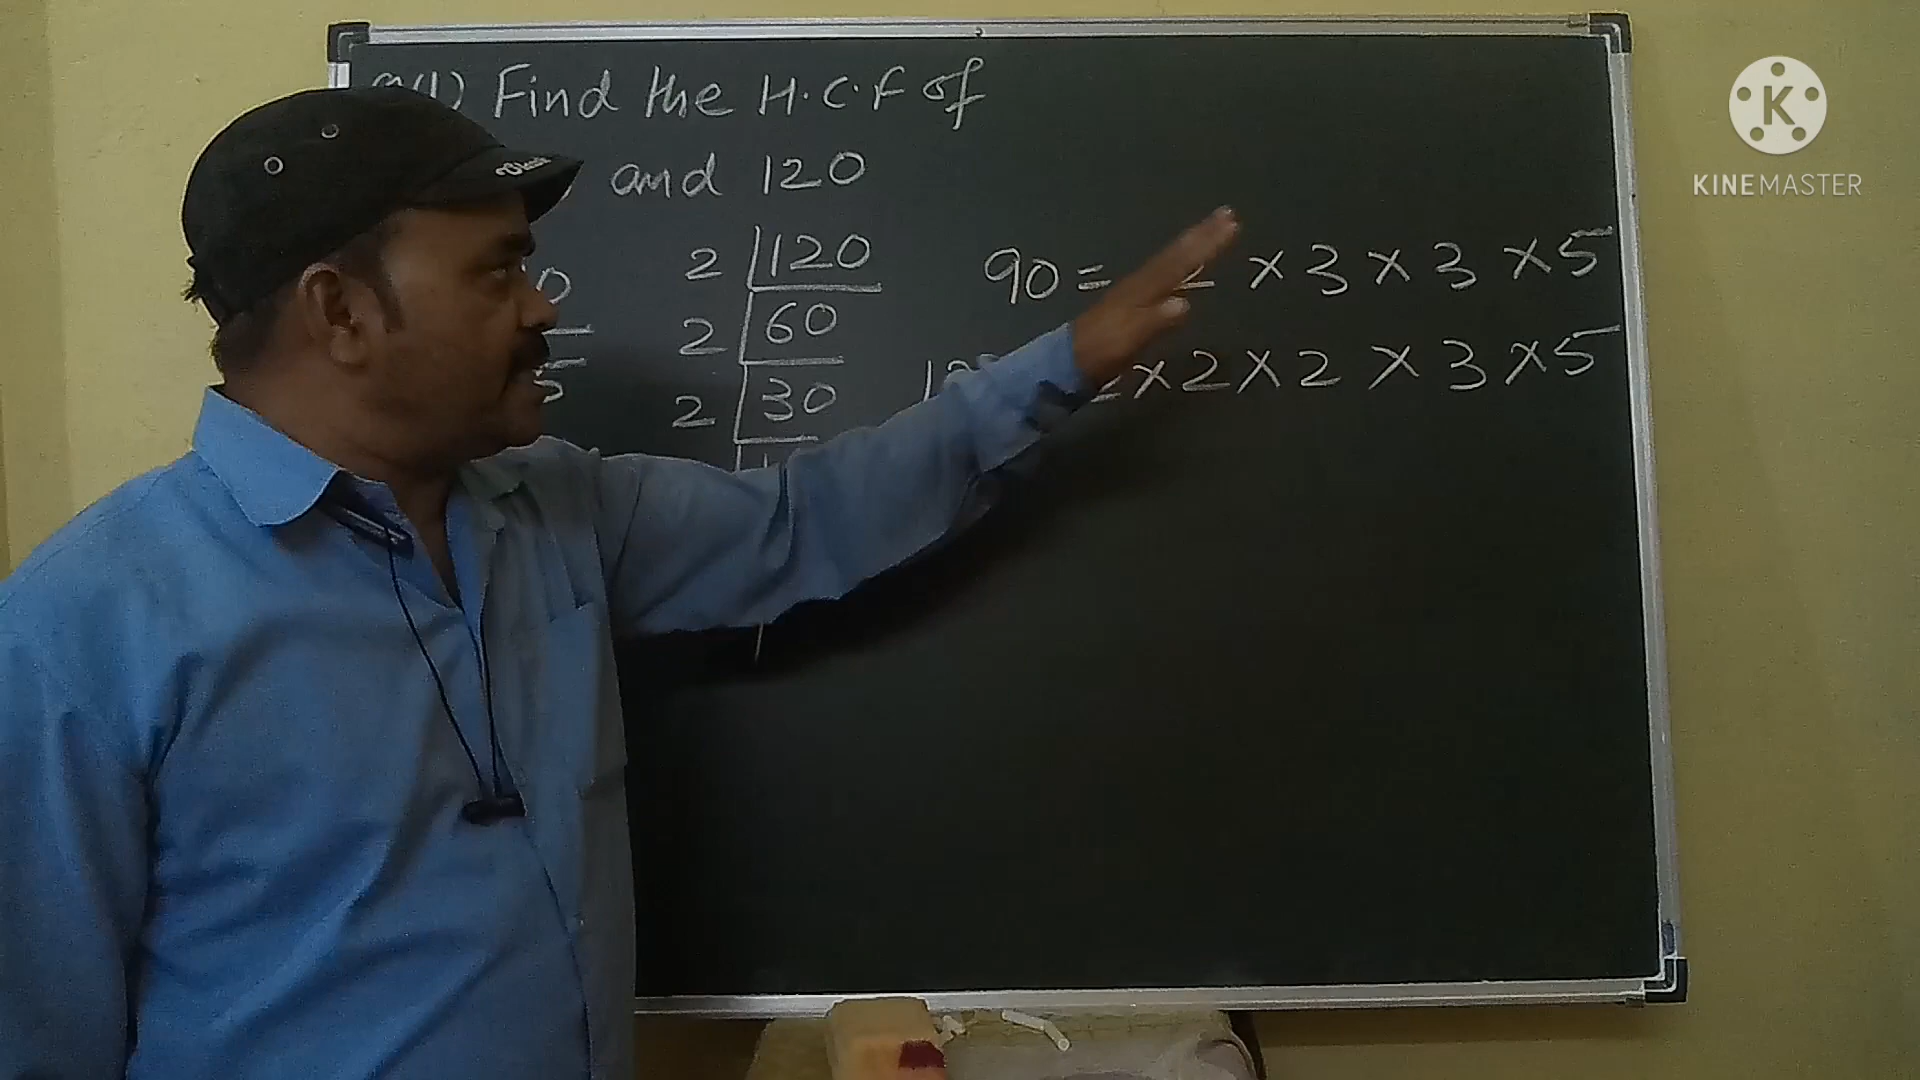 (1) Find the H.C.F of
and 120
2 120
2 60
2 30
90 = 2 × 3 × 3 × 5
2 × 2 × 2 × 3 × 5
K
KINEMASTER